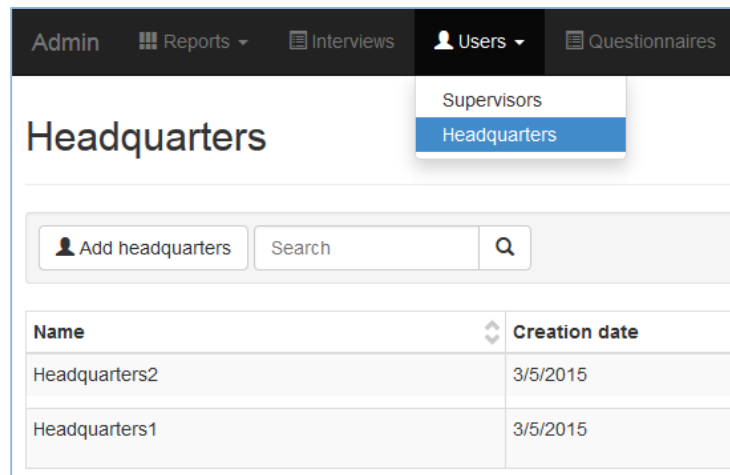 Admin Reports Interviews Users Questionnaires
Supervisors
Headquarters
Headquarters
Add headquarters Search
Name Creation date
Headquarters2 3/5/2015
Headquarters1 3/5/2015